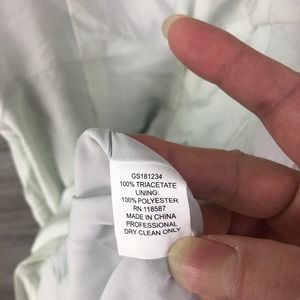 GS181234
100% TRIACETATE
LINING:
100% POLYESTER
RN 118587
MADE IN CHINA
PROFESSIONAL
DRY CLEAN ONLY